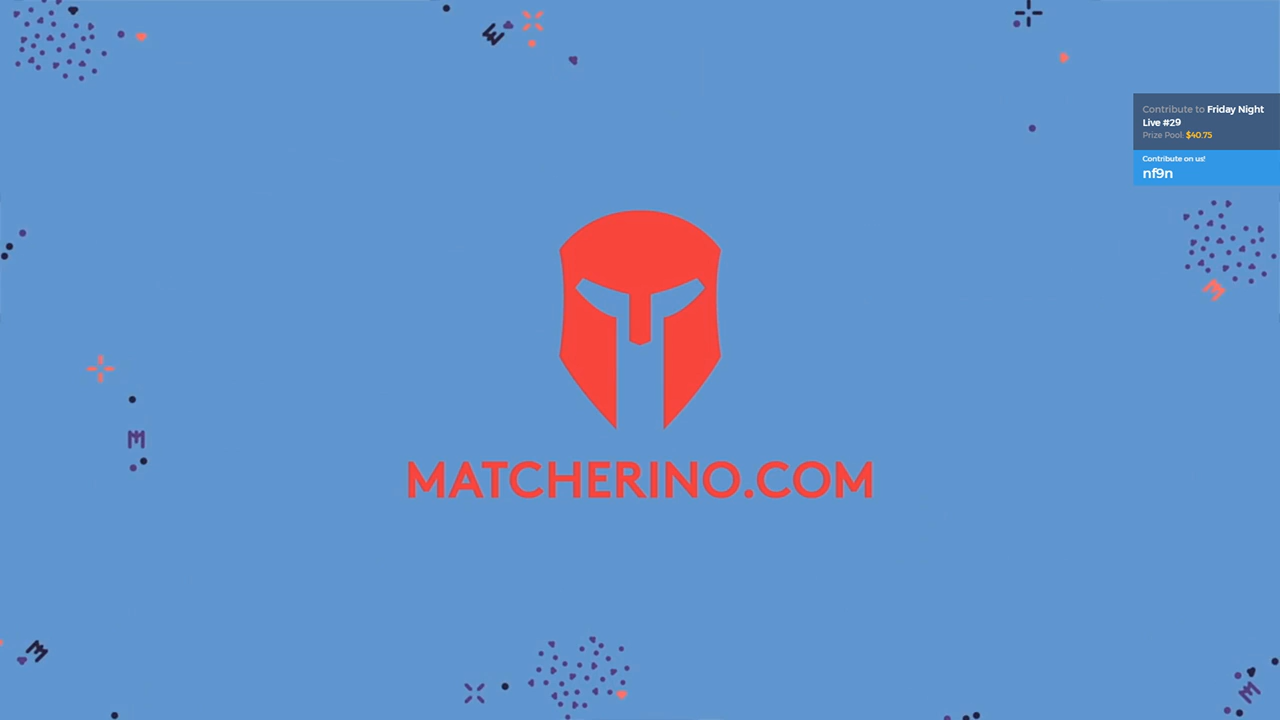 Contribute to Friday Night
Live #29
Prize Pool: $40.75
Contribute on us!
nf9n
MATCHERINO.COM